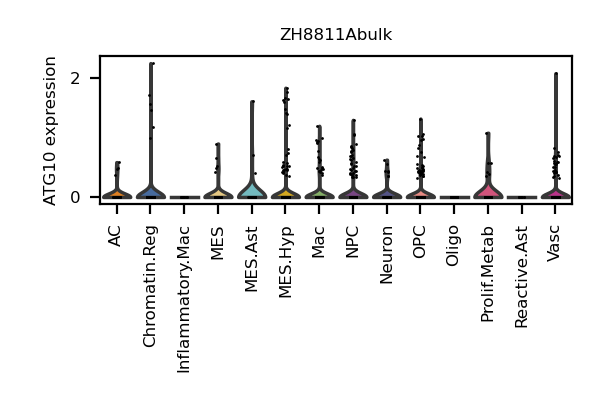 ZH8811Abulk
ATG10 expression
2
0
AC
Chromatin.Reg
Inflammatory.Mac
MES
MES.Ast
MES.Hyp
Mac
NPC
Neuron
OPC
Oligo
Prolif.Metab
Reactive.Ast
Vasc